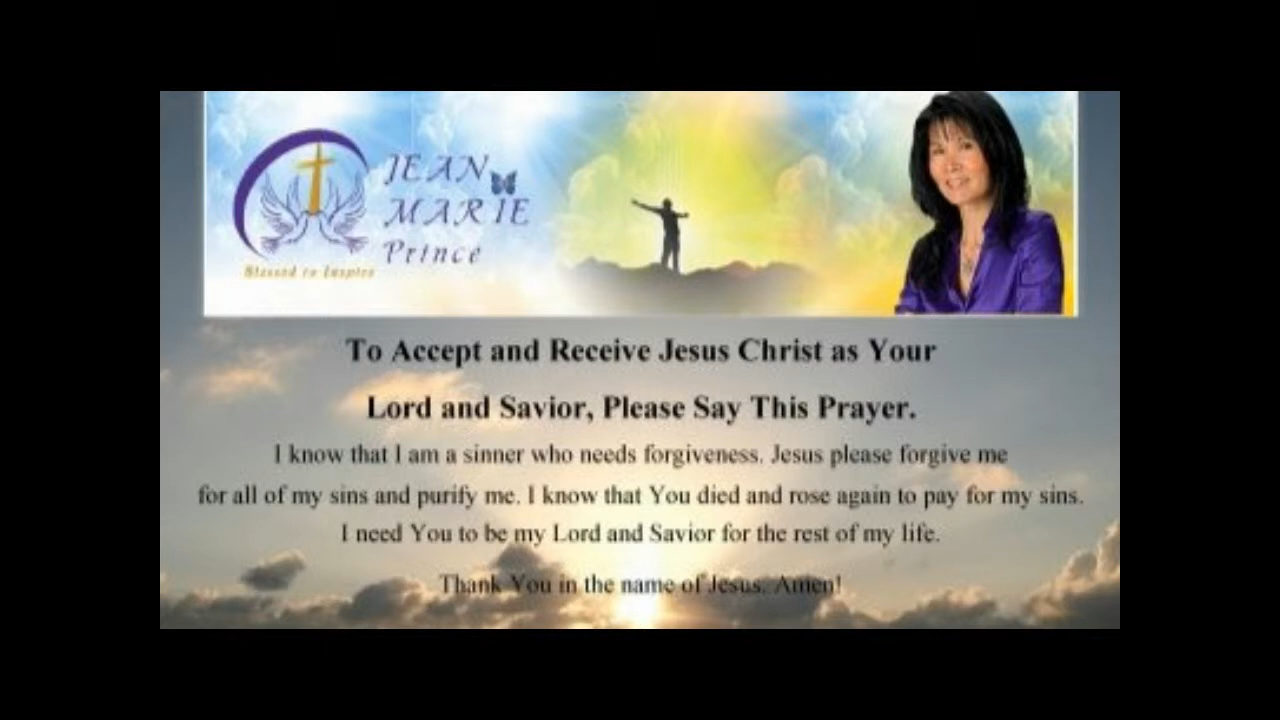 JEAN
MARIE
Prince
Blessed to Inspire
To Accept and Receive Jesus Christ as Your
Lord and Savior, Please Say This Prayer.
I know that I am a sinner who needs forgiveness. Jesus please forgive me
for all of my sins and purify me. I know that You died and rose again to pay for my sins.
I need You to be my Lord and Savior for the rest of my life.
Thank You in the name of Jesus. Amen!